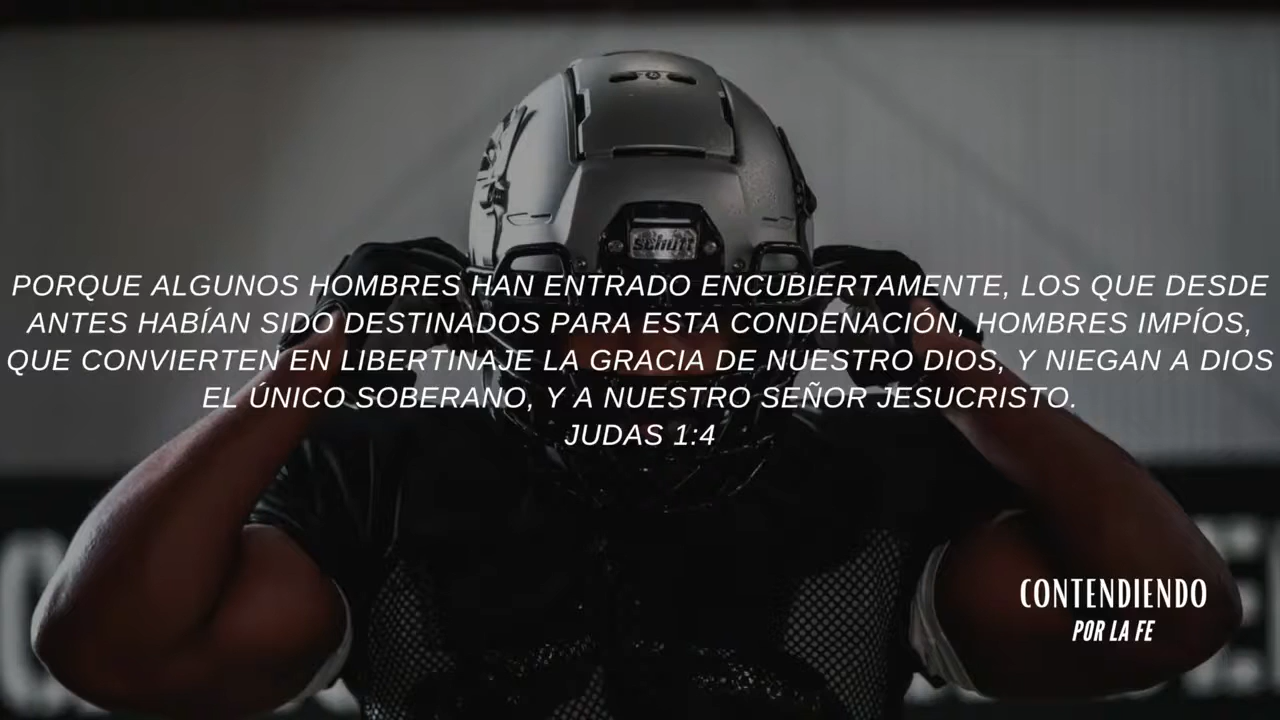 schutt
PORQUE ALGUNOS HOMBRES HAN ENTRADO ENCUBIERTAMENTE, LOS QUE DESDE
ANTES HABÍAN SIDO DESTINADOS PARA ESTA CONDENACIÓN, HOMBRES IMPÍOS,
QUE CONVIERTEN EN LIBERTINAJE LA GRACIA DE NUESTRO DIOS, Y NIEGAN A DIOS
EL ÚNICO SOBERANO, Y A NUESTRO SEÑOR JESUCRISTO.
JUDAS 1:4
CONTENDIENDO
POR LA FE